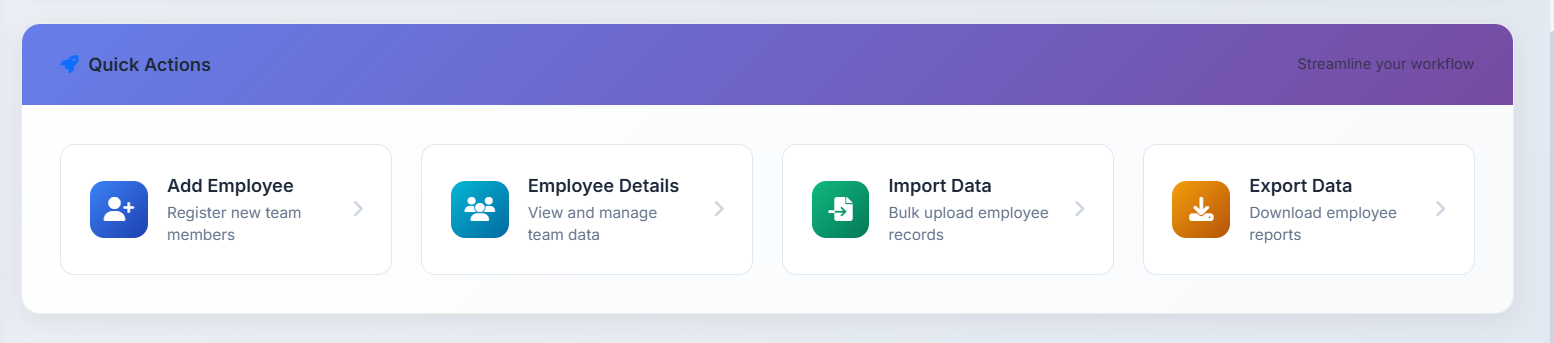 Quick Actions
Streamline your workflow
Add Employee
Register new team
members
Employee Details
View and manage
team data
Import Data
Bulk upload employee
records
Export Data
Download employee
reports